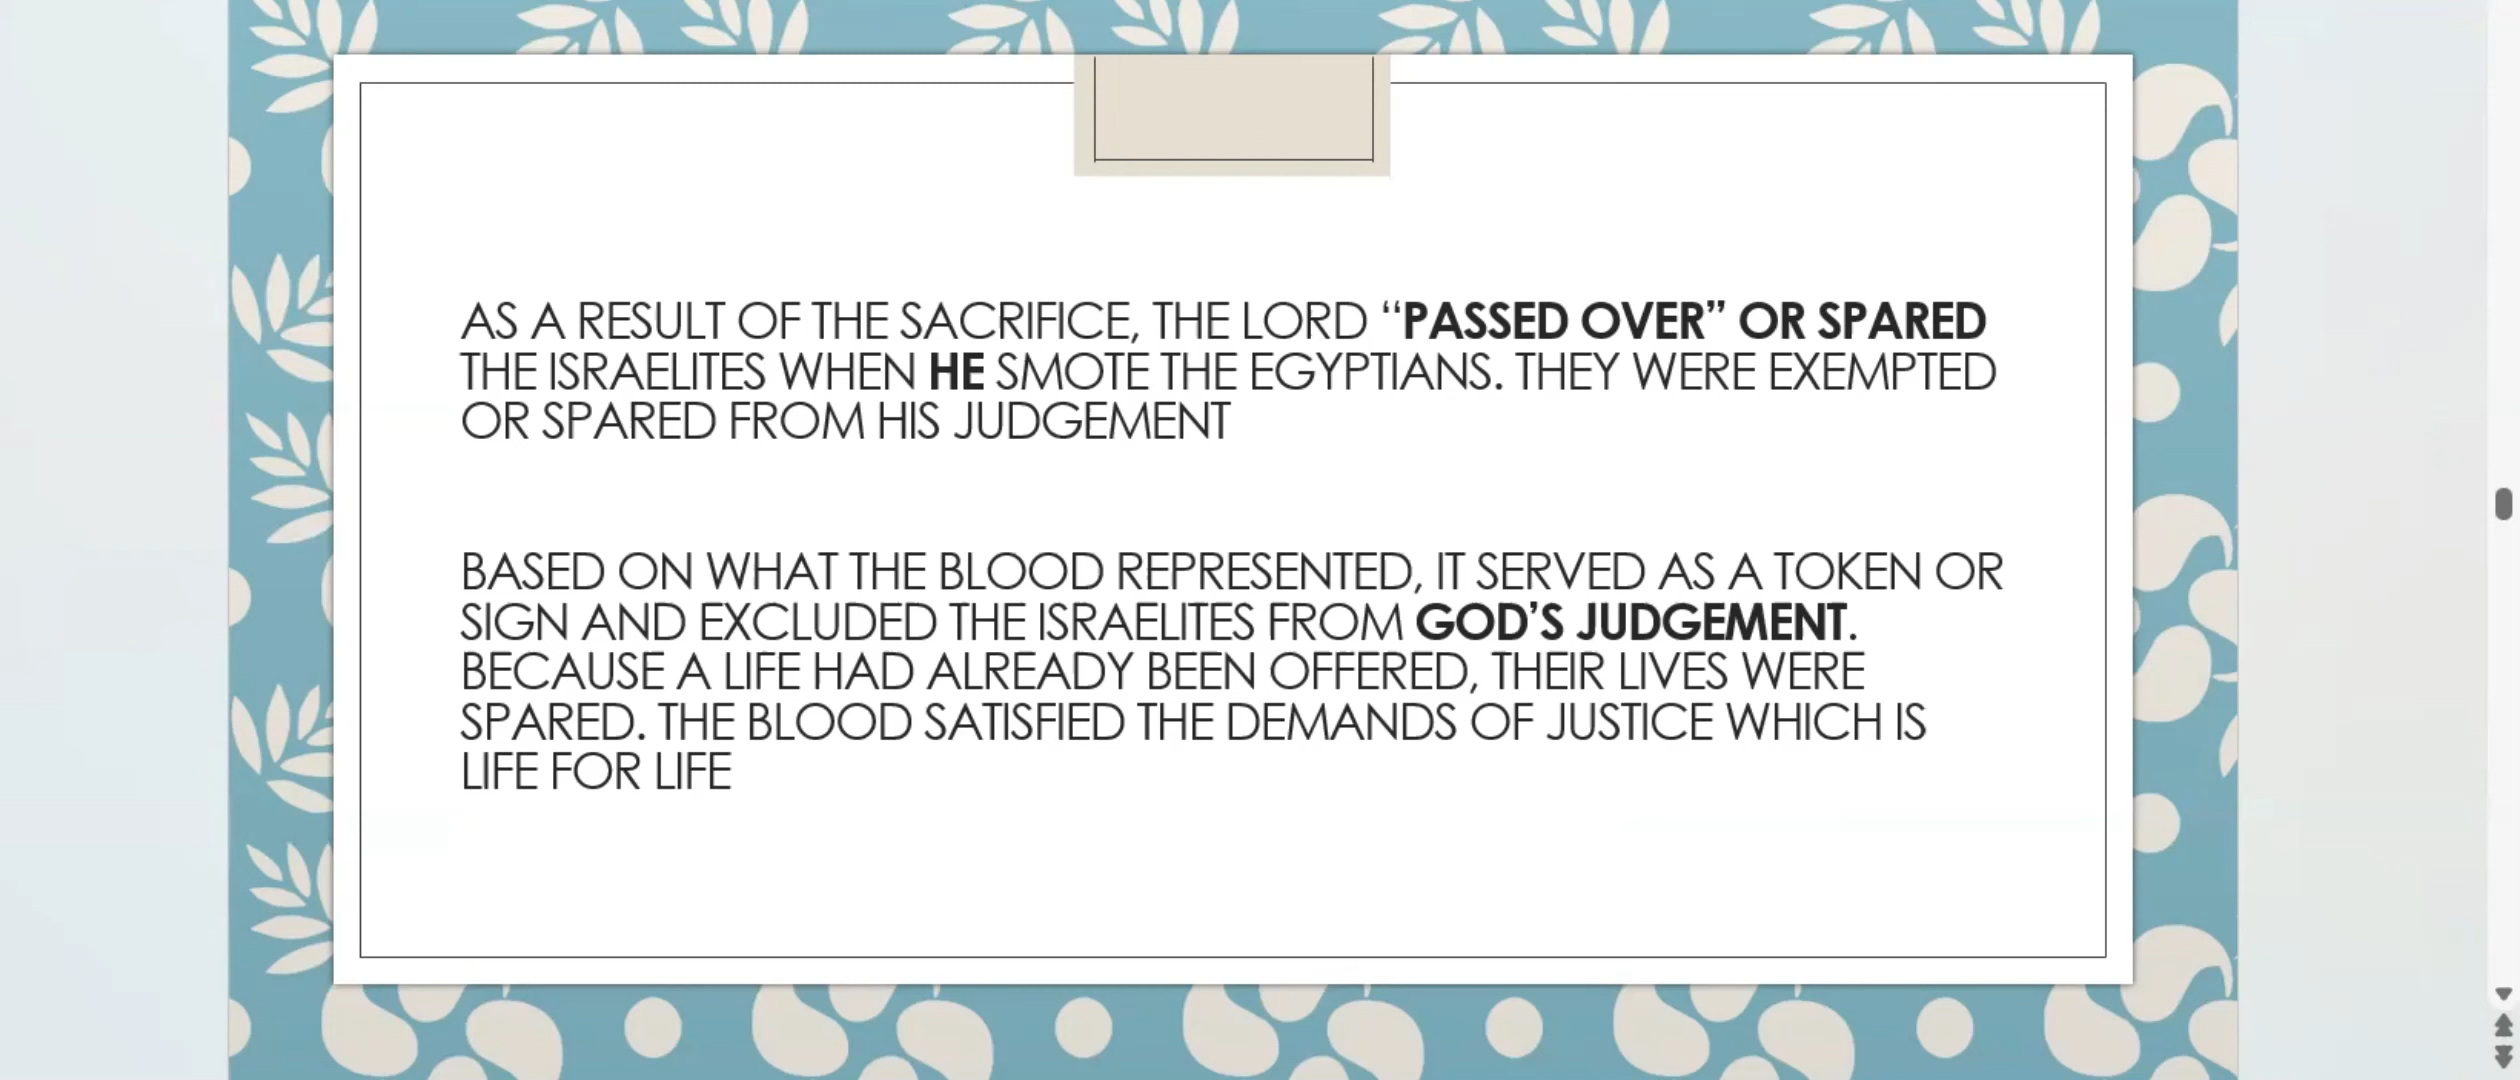 AS A RESULT OF THE SACRIFICE, THE LORD “PASSED OVER” OR SPARED
THE ISRAELITES WHEN HE SMOTE THE EGYPTIANS. THEY WERE EXEMPTED
OR SPARED FROM HIS JUDGEMENT
BASED ON WHAT THE BLOOD REPRESENTED, IT SERVED AS A TOKEN OR
SIGN AND EXCLUDED THE ISRAELITES FROM GOD’S JUDGEMENT.
BECAUSE A LIFE HAD ALREADY BEEN OFFERED, THEIR LIVES WERE
SPARED. THE BLOOD SATISFIED THE DEMANDS OF JUSTICE WHICH IS
LIFE FOR LIFE